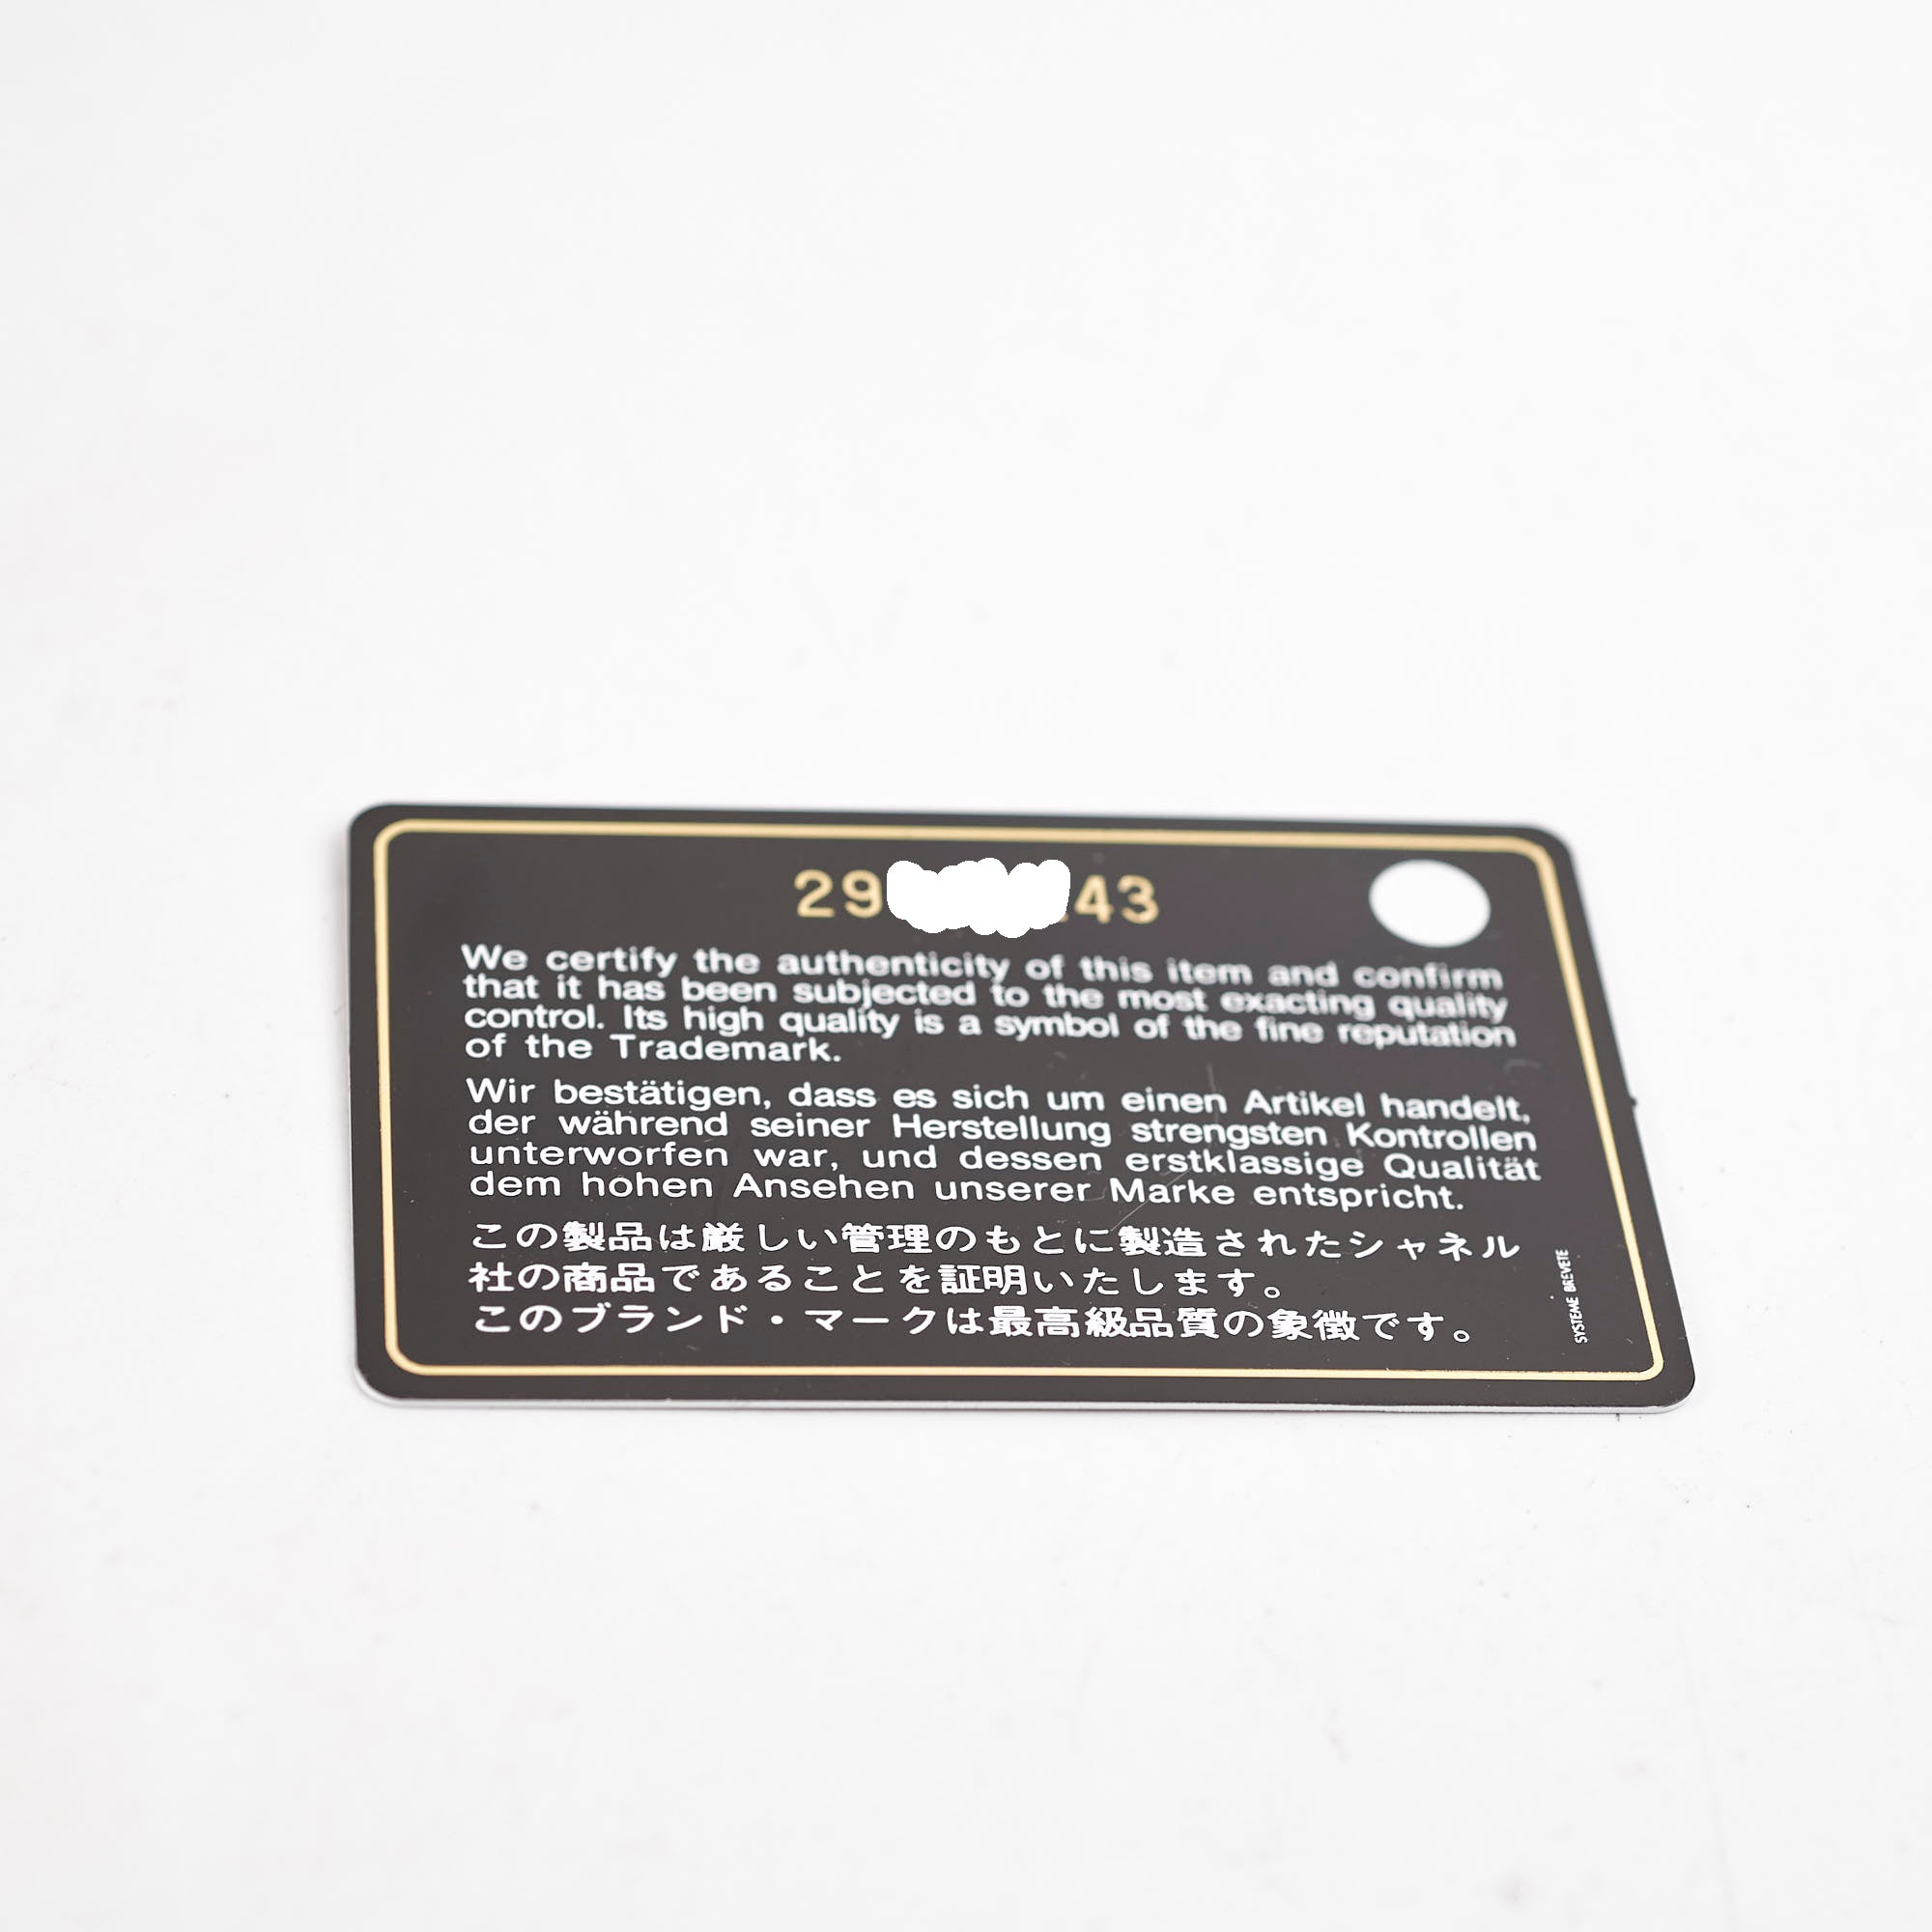 29 43
We certify the authenticity of this item and confirm
that it has been subjected to the most exacting quality
control. Its high quality is a symbol of the fine reputation
of the Trademark.
Wir bestätigen, dass es sich um einen Artikel handelt,
der während seiner Herstellung strengsten Kontrollen
unterworfen war, und dessen erstklassige Qualität
dem hohen Ansehen unserer Marke entspricht.
この製品は厳しい管理のもとに製造されたシャネル
社の商品であることを証明いたします。
このブランド・マークは最高級品質の象徴です。
SYSTEME BREVETE